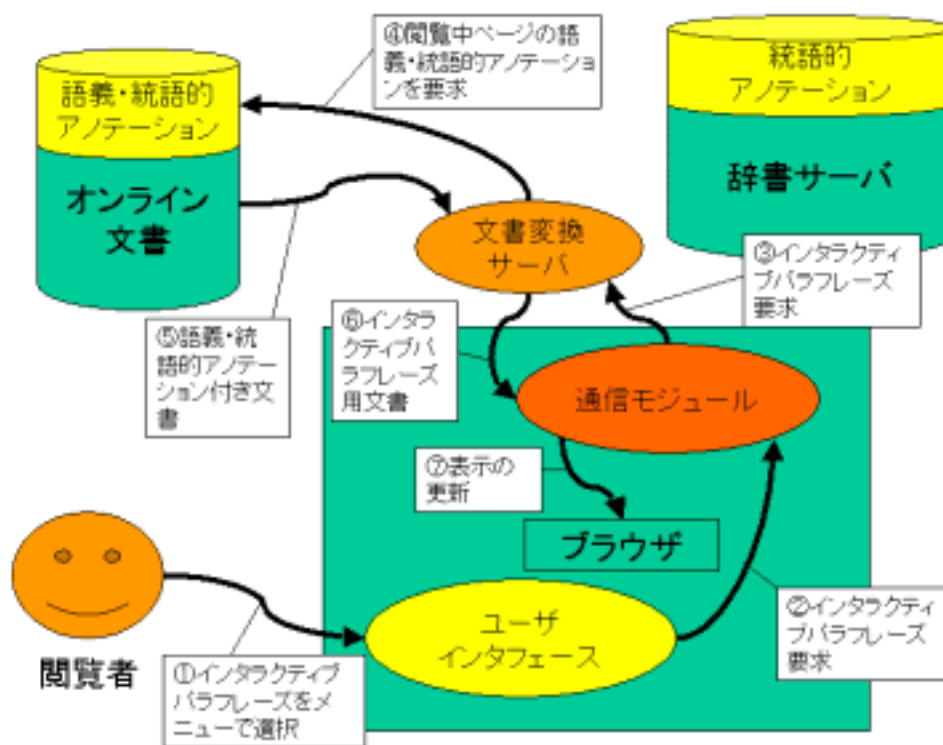 ④閲覧中ページの語
義・統語的アノテーショ
ンを要求
統語的
アノテーション
辞書サーバ
語義・統語的
アノテーション
オンライン
文書
文書変換
サーバ
③インタラクティ
ブパラフレーズ
要求
⑤語義・統
語的アノテー
ション付き文
書
⑥インタラ
クティブパ
ラフレーズ
用文書
通信モジュール
⑦表示の
更新
ブラウザ
②インタラクティ
ブパラフレーズ
要求
ユーザ
インタフェース
閲覧者
①インタラクティブ
パラフレーズをメ
ニューで選択